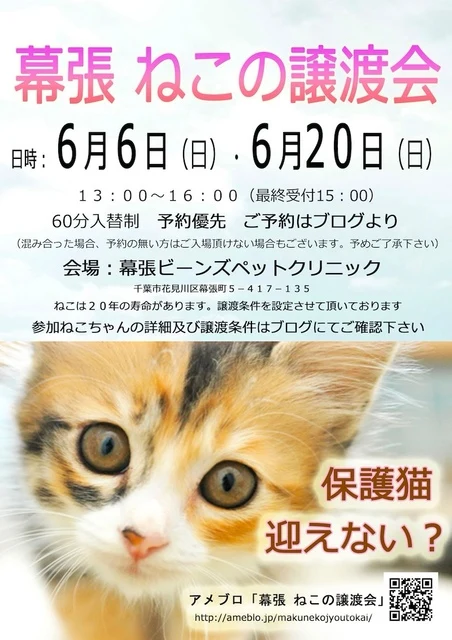 幕張 ねこの譲渡会
日時：6月6日（日）・6月20日（日）
１３：００～１６：００（最終受付15：00）
60分入替制　予約優先　ご予約はブログより
（混み合った場合、予約の無い方はご入場頂けない場合もございます。予めご了承下さい）
会場：幕張ビーンズペットクリニック
千葉市花見川区幕張町５－４１７－１３５
ねこは２０年の寿命があります。譲渡条件を設定させて頂いております
参加ねこちゃんの詳細及び譲渡条件はブログにてご確認下さい
保護猫
迎えない？
アメブロ「幕張 ねこの譲渡会」
http://ameblo.jp/makunekojyoutokai/